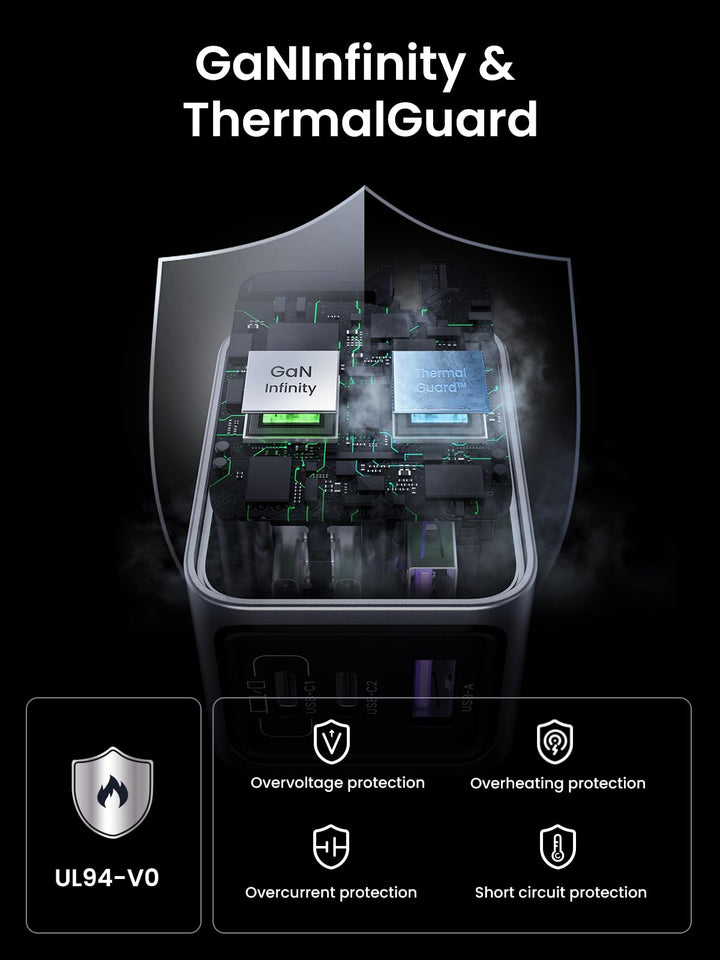 GaNInfinity &
ThermalGuard
GaN
Infinity
Thermal
Guard™
USB-C1
USB-C2
USB-A
Overvoltage protection
Overheating protection
UL94-V0
Overcurrent protection
Short circuit protection